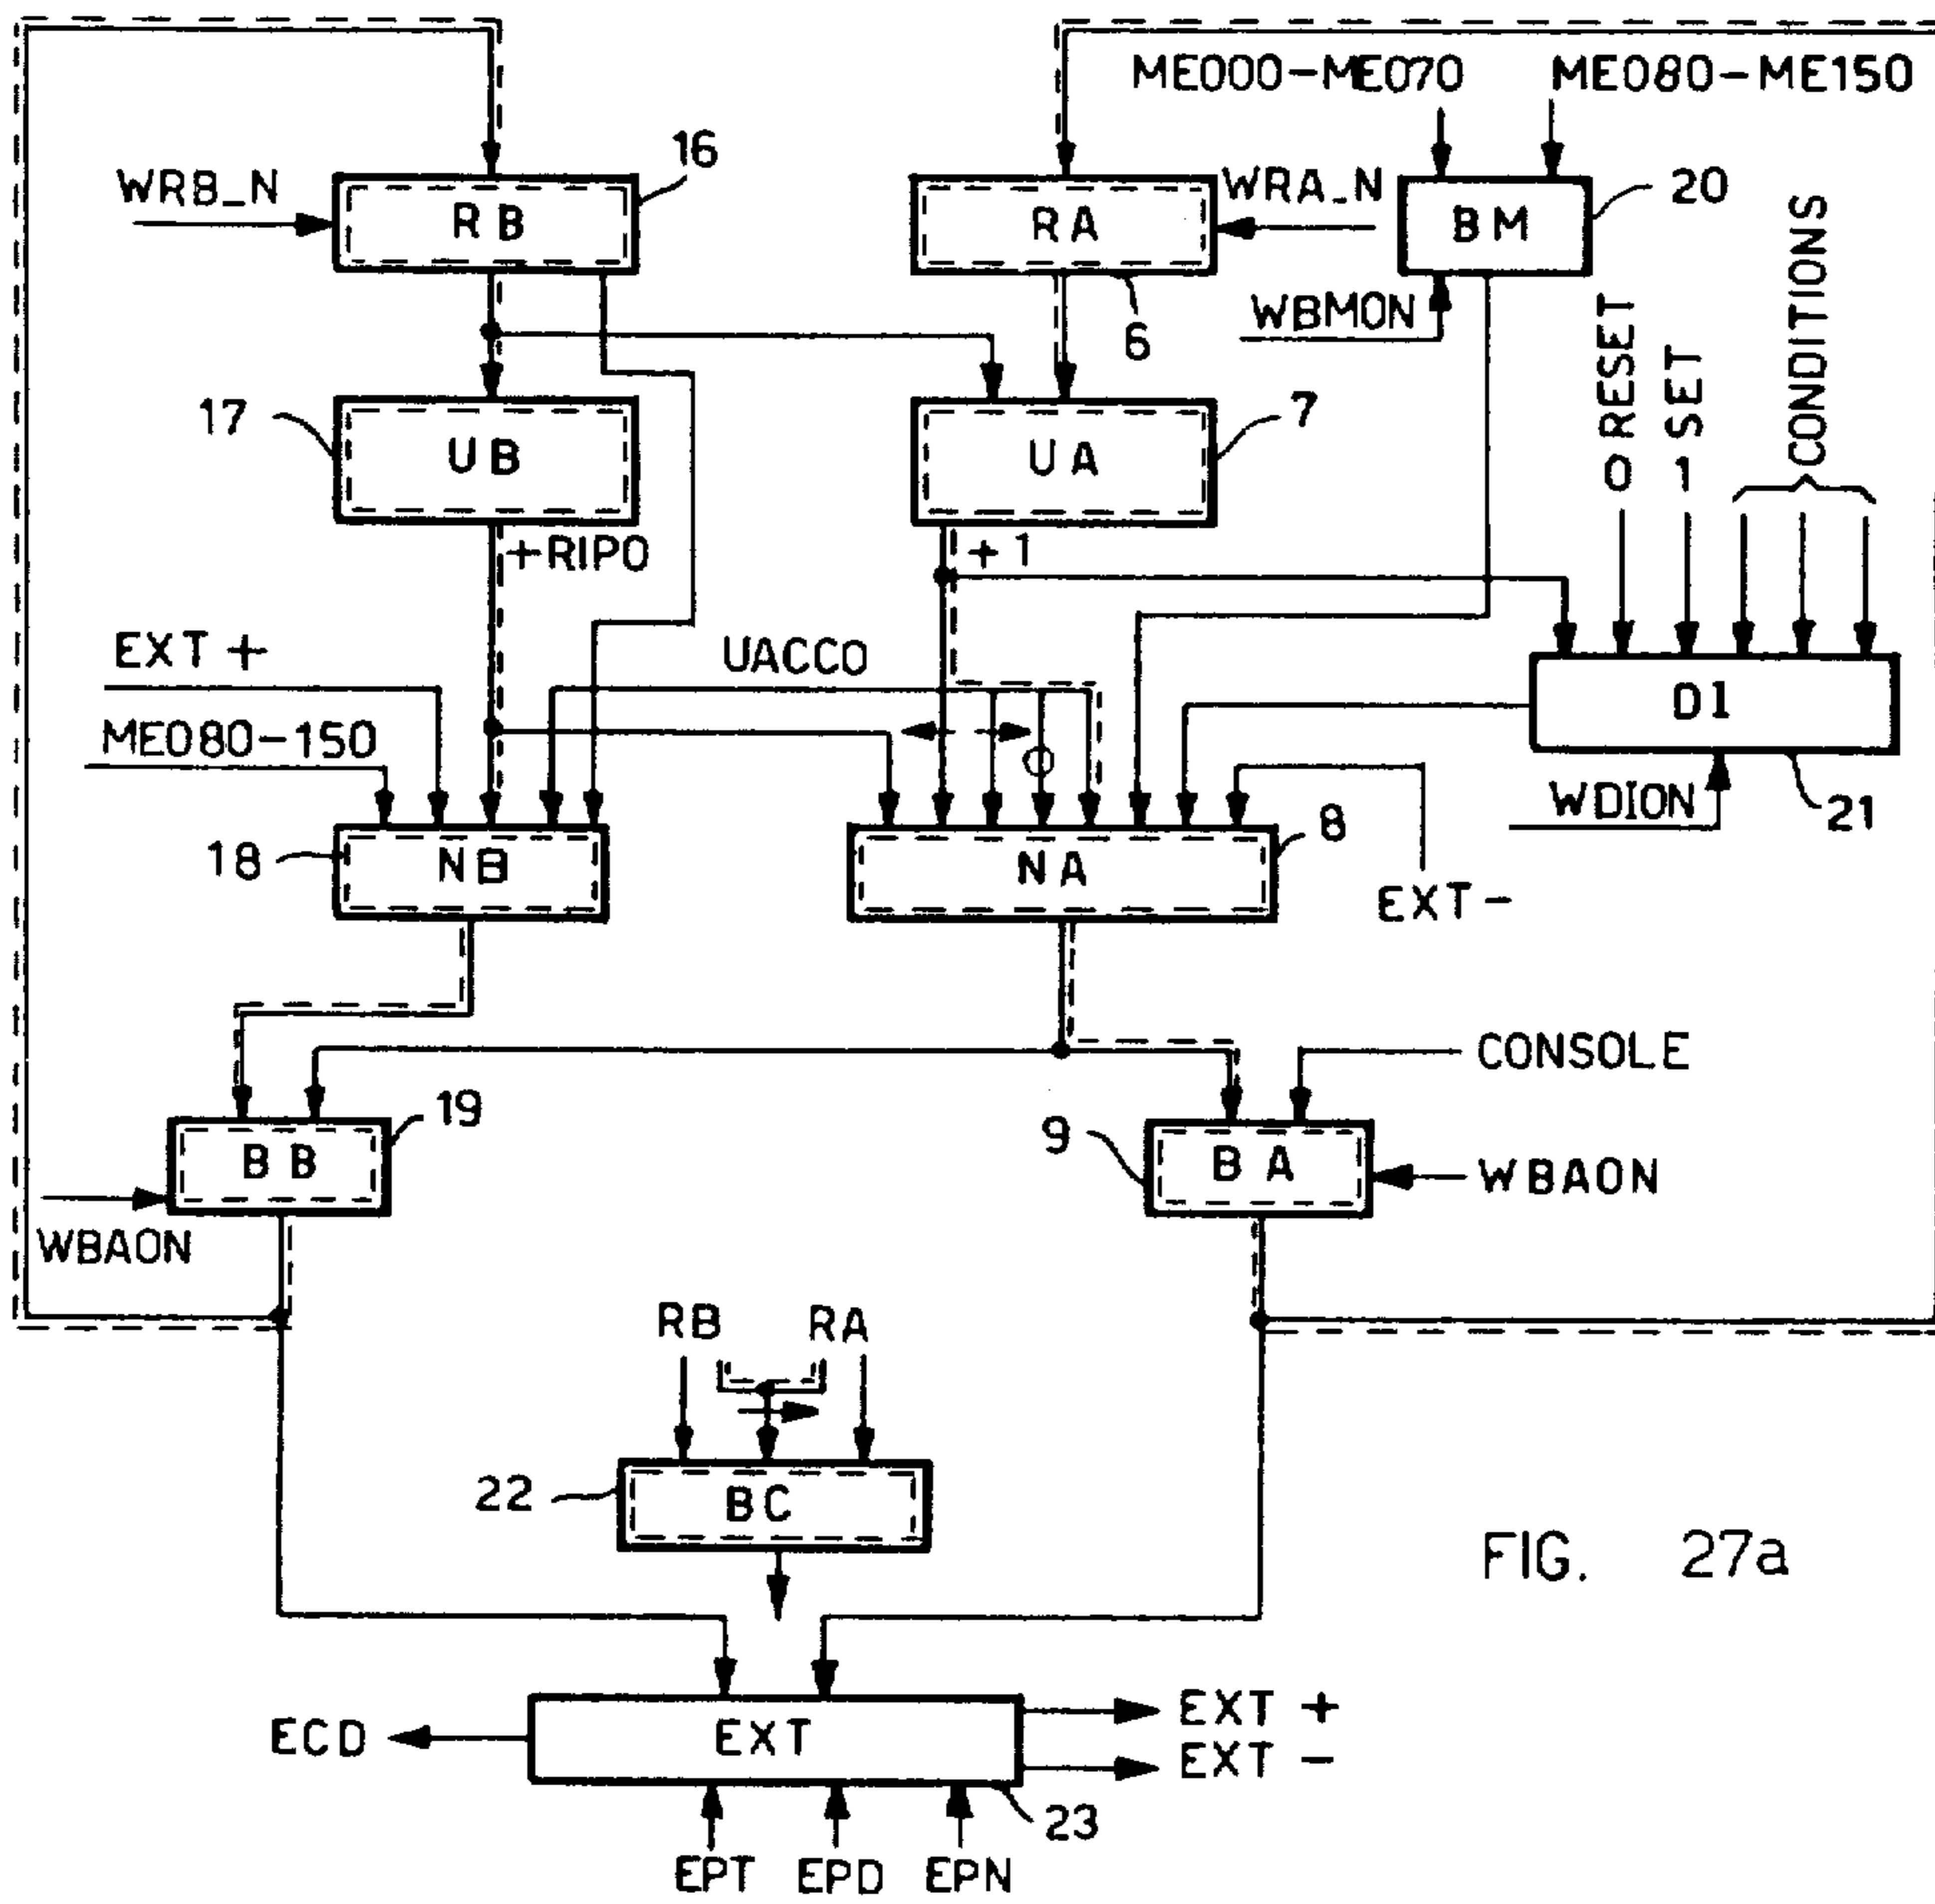 ME000-ME070
ME080-ME150
16
WRB_N
RB
RA
WRA_N
BM
20
CONDITIONS
WBMON
6
0 RESET
1 SET
17
UB
UA
7
+RIPO
+1
EXT +
UACCO
ME080-150
DI
WDION
21
18
NB
NA
8
EXT -
CONSOLE
19
9
BB
BA
WBAON
WBAON
RB
RA
22
BC
FIG. 27a
ECD
EXT
EXT +
EXT -
23
EPT
EPD
EPN